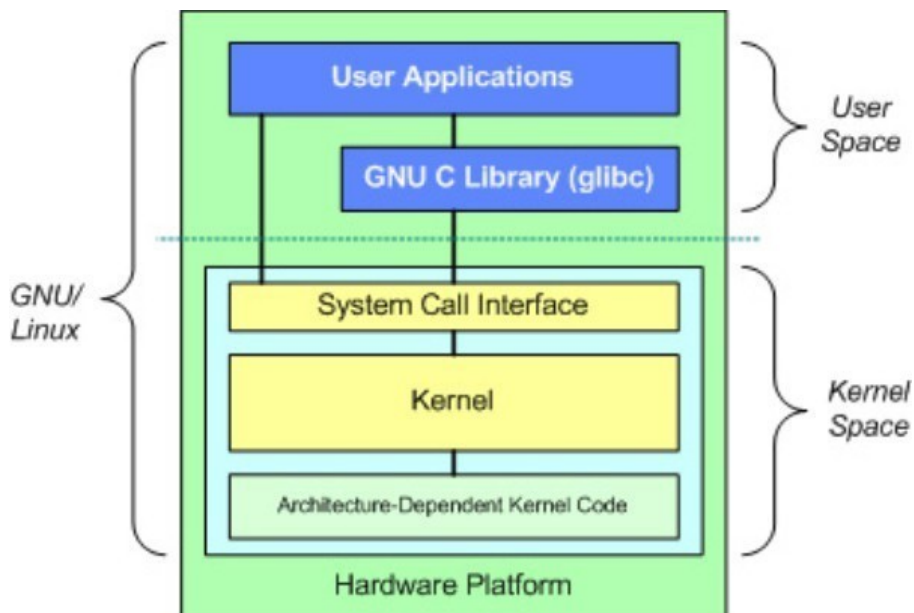 User Applications
User
Space
GNU C Library (glibc)
GNU/
Linux
System Call Interface
Kernel
Kernel
Space
Architecture-Dependent Kernel Code
Hardware Platform